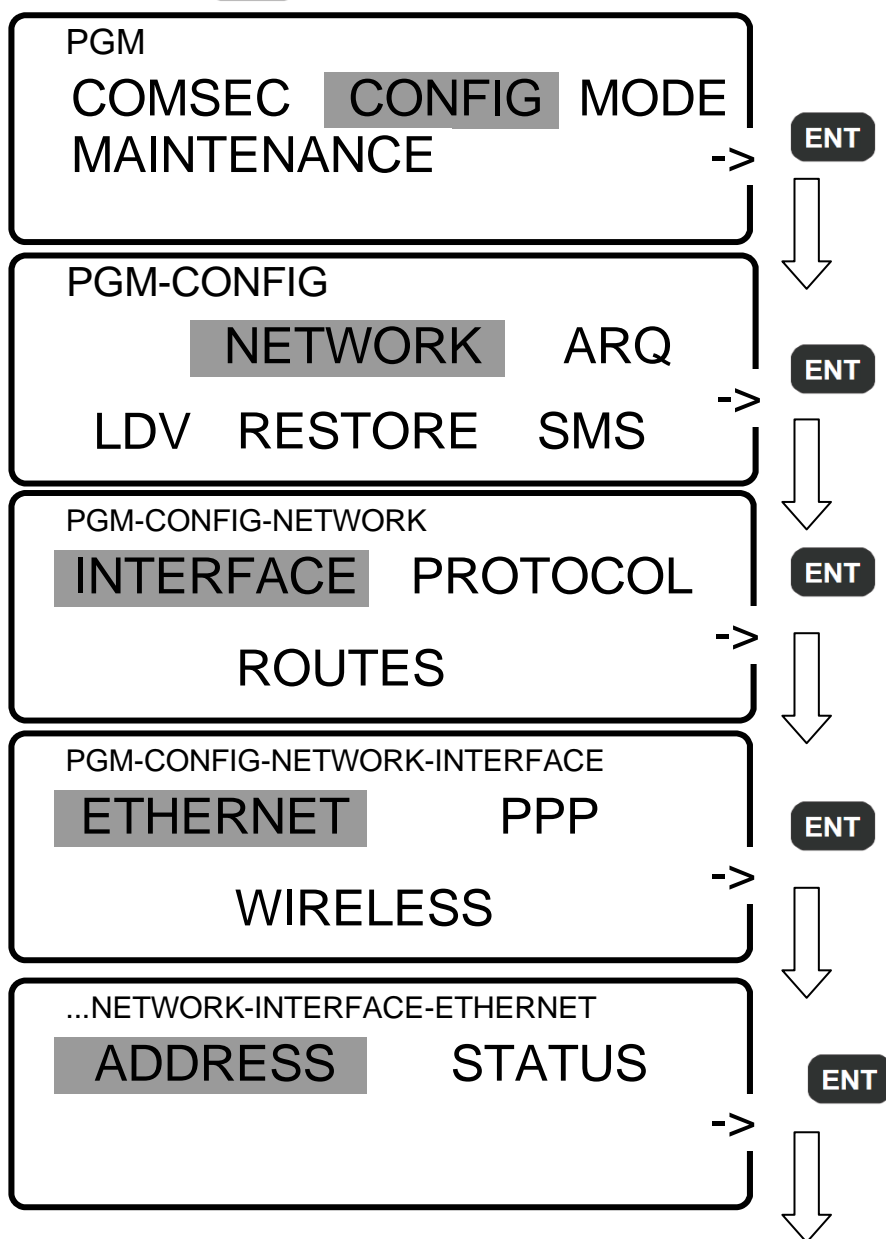 PGM
COMSEC CONFIG MODE
MAINTENANCE ->
ENT
PGM-CONFIG
NETWORK ARQ
ENT
->
LDV RESTORE SMS
PGM-CONFIG-NETWORK
INTERFACE PROTOCOL
ENT
->
ROUTES
PGM-CONFIG-NETWORK-INTERFACE
ETHERNET PPP
ENT
->
WIRELESS
...NETWORK-INTERFACE-ETHERNET
ADDRESS STATUS
ENT
->